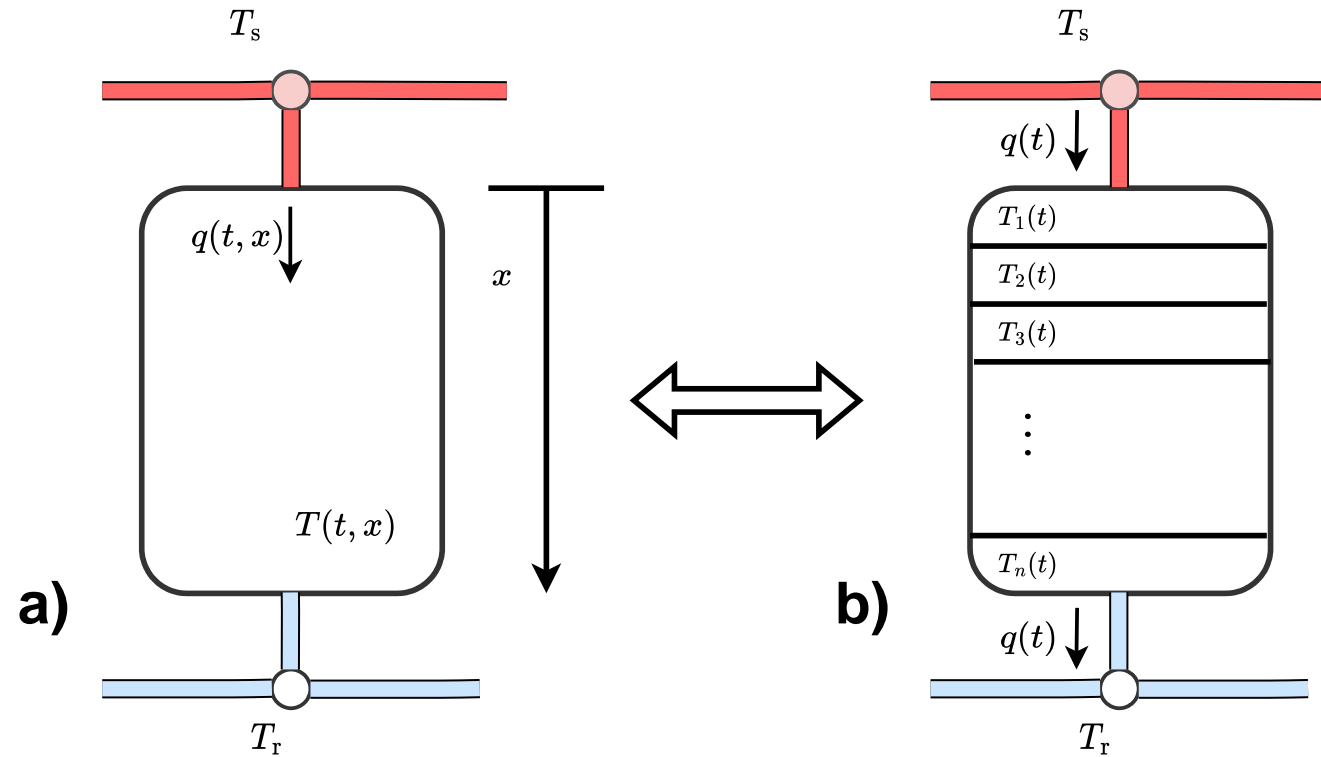 T_s
q(t, x)
x
T(t, x)
a)
T_r
T_s
q(t)
T_1(t)
T_2(t)
T_3(t)
⋮
T_n(t)
b)
q(t)
T_r